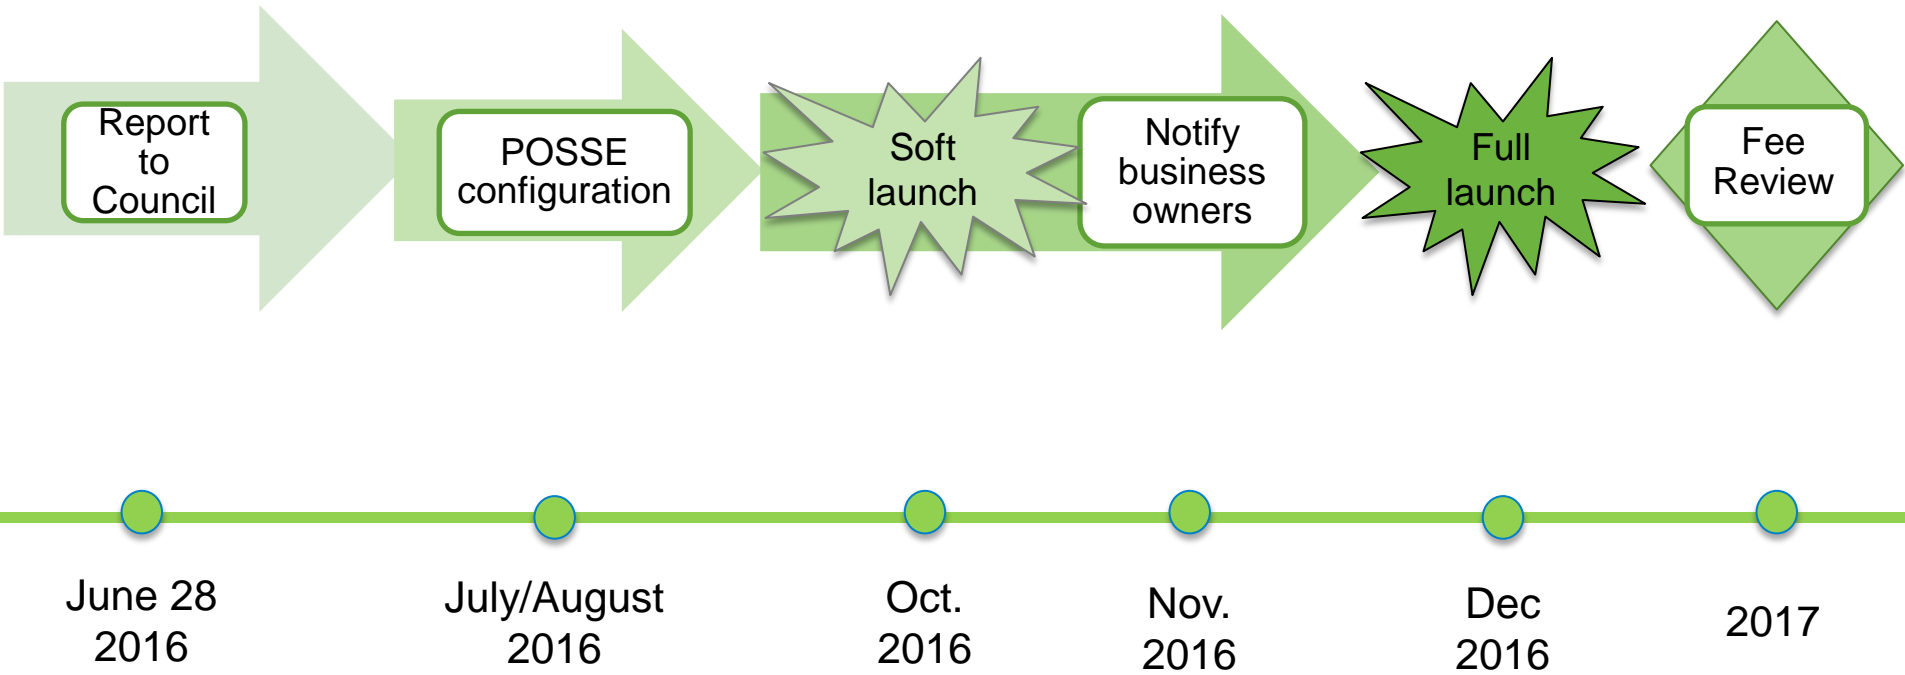 Report
to
Council
POSSE
configuration
Soft
launch
Notify
business
owners
Full
launch
Fee
Review
June 28
2016
July/August
2016
Oct.
2016
Nov.
2016
Dec
2016
2017